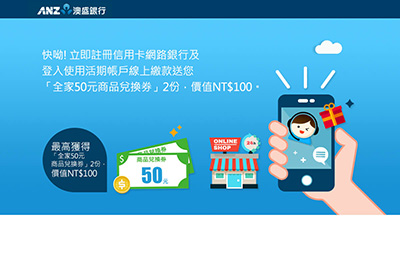 ANZ 澳盛銀行
快呦! 立即註冊信用卡網路銀行及
登入使用活期帳戶線上繳款送您
「全家50元商品兌換券」2份，價值NT$100。
最高獲得
「全家50元
商品兌換券」2份，
價值NT$100
商品兌換券
50元
$
ONLINE
SHOP
24H